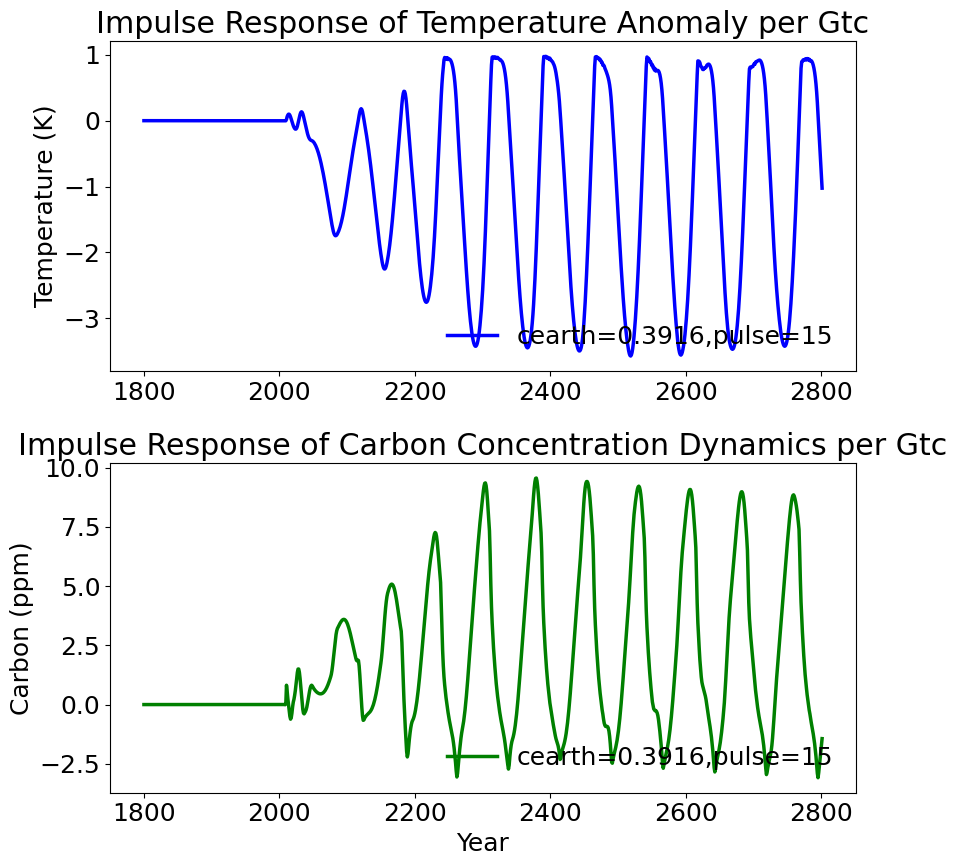 Impulse Response of Temperature Anomaly per Gtc
Temperature (K)
1
0
−1
−2
−3
cearth=0.3916,pulse=15
1800 2000 2200 2400 2600 2800
Impulse Response of Carbon Concentration Dynamics per Gtc
Carbon (ppm)
10.0
7.5
5.0
2.5
0.0
−2.5
cearth=0.3916,pulse=15
1800 2000 2200 2400 2600 2800
Year